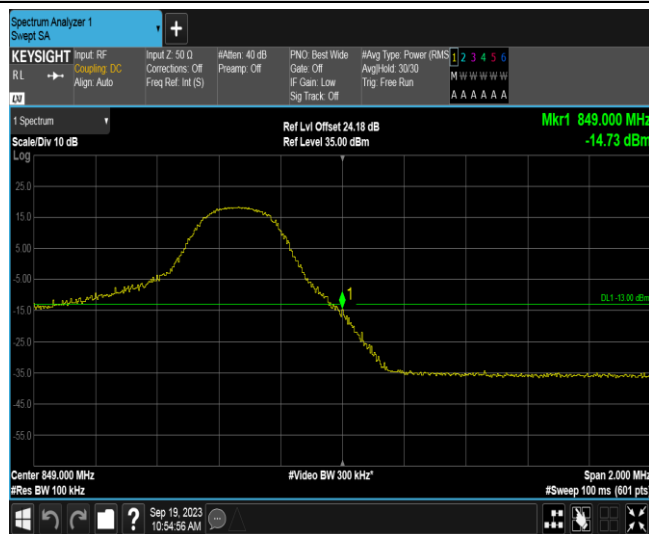 Spectrum Analyzer 1
Swept SA
+
KEYSIGHT
RL
Input: RF
Coupling: DC
Align: Auto
Input Z: 50 Ω
Corrections: Off
Freq Ref: Int (S)
#Atten: 40 dB
Preamp: Off
PNO: Best Wide
Gate: Off
IF Gain: Low
Sig Track: Off
#Avg Type: Power (RMS
Avg|Hold: 30/30
Trig: Free Run
1 2 3 4 5 6
M W W W W W
A A A A A A
LXI
1 Spectrum
Scale/Div 10 dB
Ref Lvl Offset 24.18 dB
Ref Level 35.00 dBm
Mkr1 849.000 MHz
-14.73 dBm
Log
25.0
15.0
5.00
-5.00
1
DL1 -13.00 dBm
-15.0
-25.0
-35.0
-45.0
-55.0
Center 849.000 MHz
#Res BW 100 kHz
#Video BW 300 kHz*
Span 2.000 MHz
#Sweep 100 ms (601 pts)
?
Sep 19, 2023
10:54:56 AM